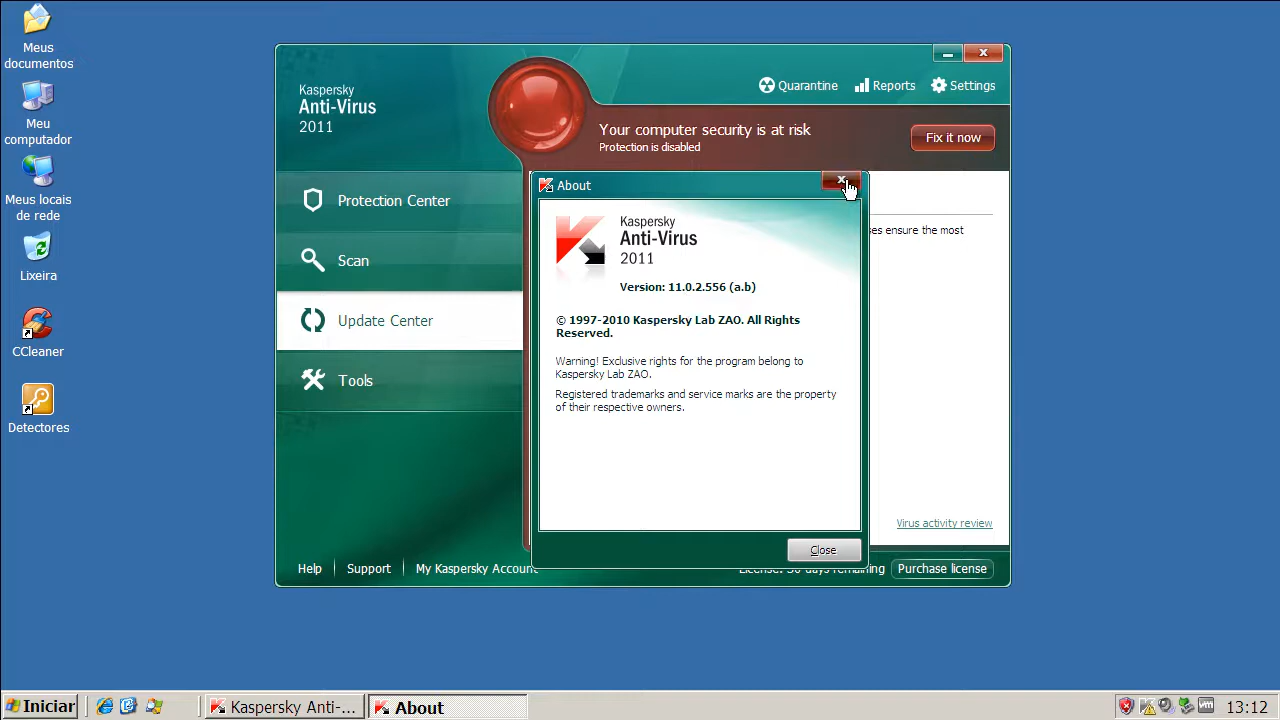 Meus
documentos
Meu
computador
Meus locais
de rede
Lixeira
CCleaner
Detectores
Kaspersky
Anti-Virus
2011
Quarantine
Reports
Settings
Your computer security is at risk
Protection is disabled
Fix it now
Protection Center
Scan
Update Center
Tools
About
x
Kaspersky
Anti-Virus
2011
Version: 11.0.2.556 (a.b)
© 1997-2010 Kaspersky Lab ZAO. All Rights
Reserved.
Warning! Exclusive rights for the program belong to
Kaspersky Lab ZAO.
Registered trademarks and service marks are the property
of their respective owners.
Close
ses ensure the most
Virus activity review
Help
Support
My Kaspersky Account
License: 30 days remaining
Purchase license
Iniciar
Kaspersky Anti-...
About
vm
13:12